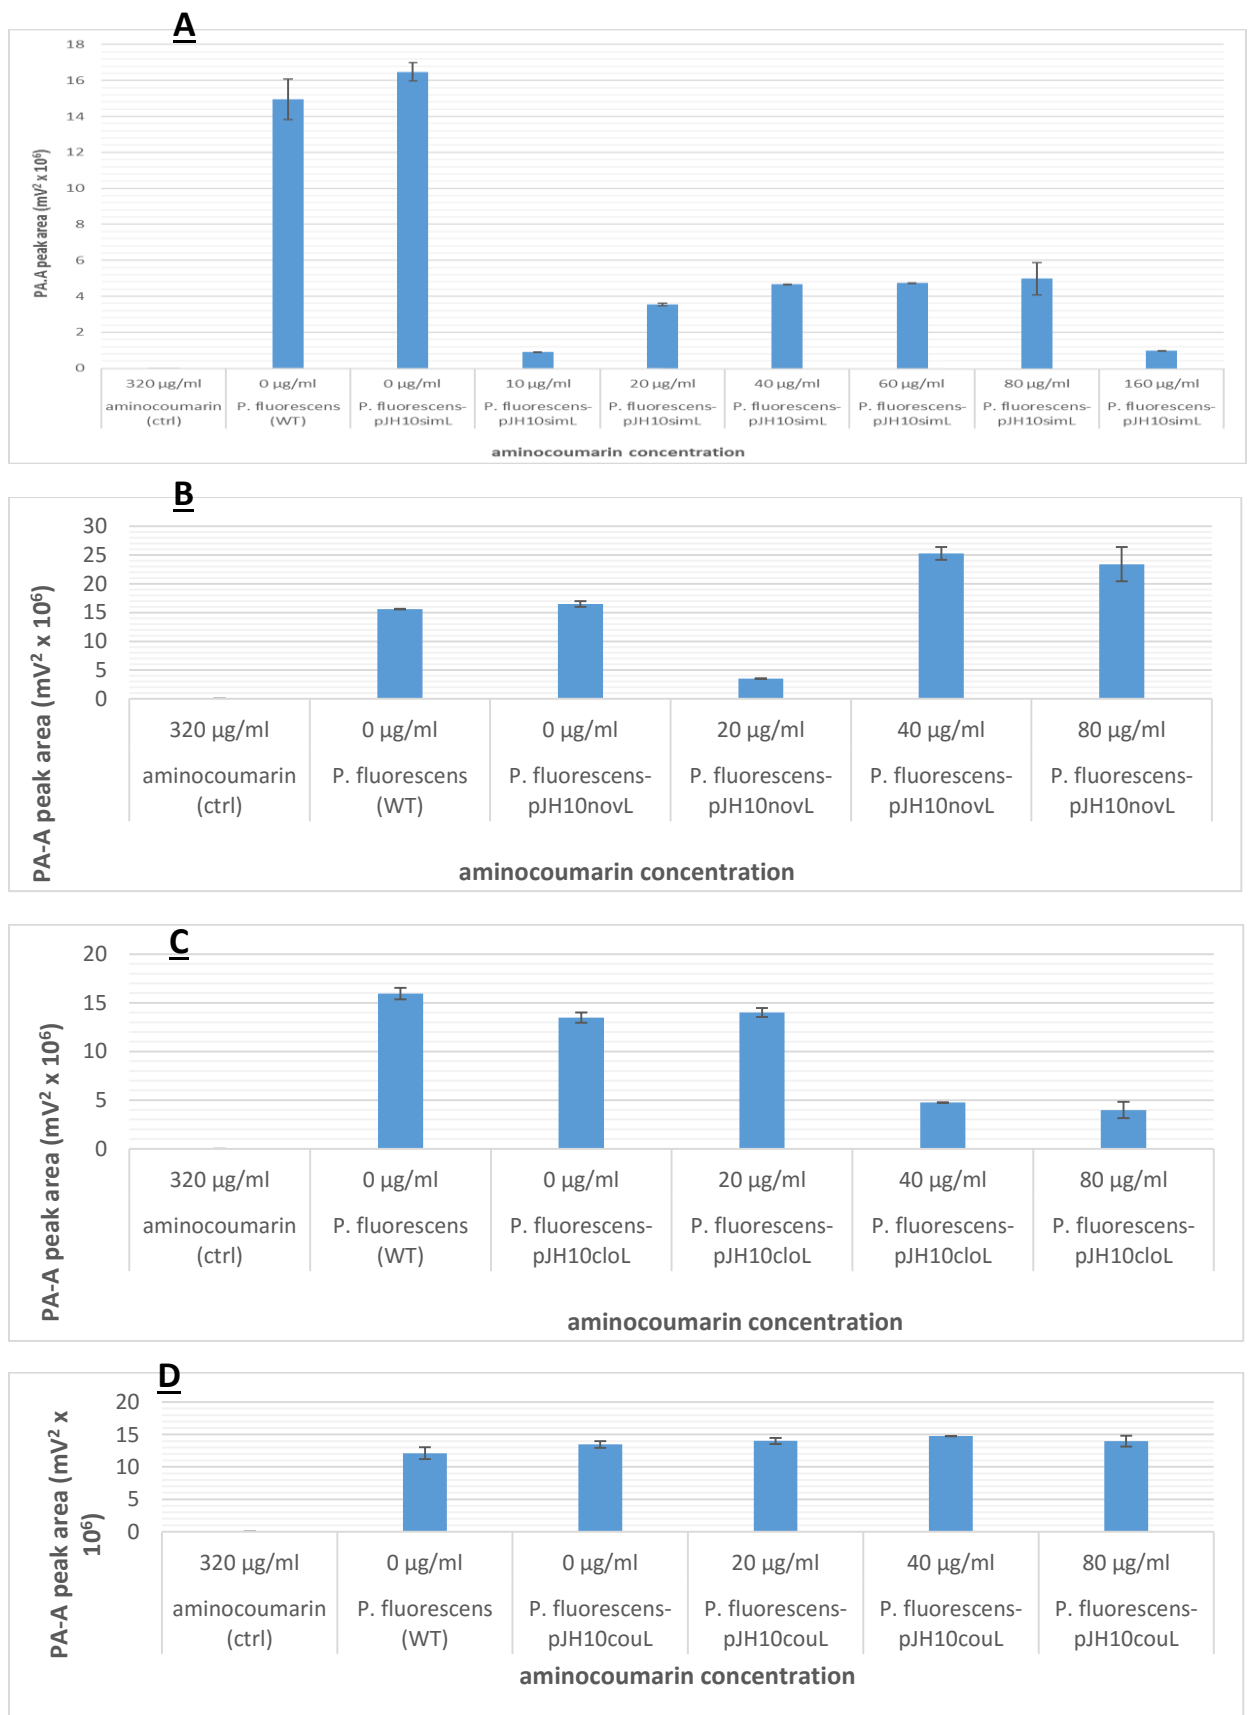 A
18
16
14
12
10
8
6
4
2
0
PA.A peak area (mV² x 10⁶)
320 µg/ml 0 µg/ml 0 µg/ml 10 µg/ml 20 µg/ml 40 µg/ml 60 µg/ml 80 µg/ml 160 µg/ml
aminocoumarin P. fluorescens P. fluorescens- P. fluorescens- P. fluorescens- P. fluorescens- P. fluorescens- P. fluorescens- P. fluorescens-
(ctrl) (WT) pJH10simL pJH10simL pJH10simL pJH10simL pJH10simL pJH10simL pJH10simL
aminocoumarin concentration
B
30
25
20
15
10
5
0
PA-A peak area (mV² x 10⁶)
320 µg/ml 0 µg/ml 0 µg/ml 20 µg/ml 40 µg/ml 80 µg/ml
aminocoumarin P. fluorescens P. fluorescens- P. fluorescens- P. fluorescens- P. fluorescens-
(ctrl) (WT) pJH10novL pJH10novL pJH10novL pJH10novL
aminocoumarin concentration
C
20
15
10
5
0
PA-A peak area (mV² x 10⁶)
320 µg/ml 0 µg/ml 0 µg/ml 20 µg/ml 40 µg/ml 80 µg/ml
aminocoumarin P. fluorescens P. fluorescens- P. fluorescens- P. fluorescens- P. fluorescens-
(ctrl) (WT) pJH10cloL pJH10cloL pJH10cloL pJH10cloL
aminocoumarin concentration
D
20
15
10
5
0
PA-A peak area (mV² x
10⁶)
320 µg/ml 0 µg/ml 0 µg/ml 20 µg/ml 40 µg/ml 80 µg/ml
aminocoumarin P. fluorescens P. fluorescens- P. fluorescens- P. fluorescens- P. fluorescens-
(ctrl) (WT) pJH10couL pJH10couL pJH10couL pJH10couL
aminocoumarin concentration